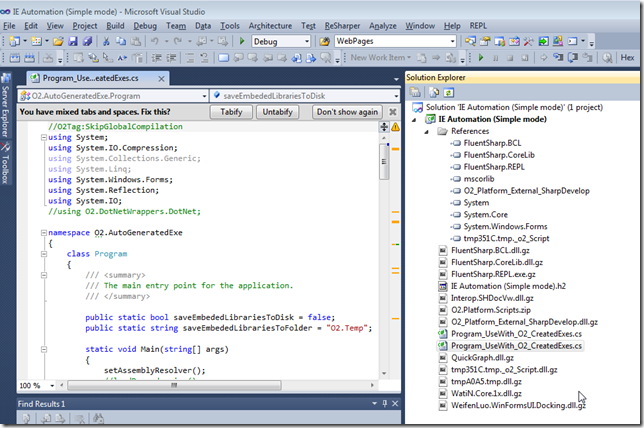 IE Automation (Simple mode) - Microsoft Visual Studio
File Edit View Project Build Debug Team Data Tools Architecture Test ReSharper Analyze Window Help REPL
Debug WebPages
New Work Item Hex
Server Explorer
Toolbox
Program_Use...eatedExes.cs
O2.AutoGeneratedExe.Program saveEmbededLibrariesToDisk
You have mixed tabs and spaces. Fix this? Tabify Untabify Don't show again
//O2Tag:SkipGlobalCompilation
using System;
using System.IO.Compression;
using System.Collections.Generic;
using System.Linq;
using System.Windows.Forms;
using System.Reflection;
using System.IO;
//using O2.DotNetWrappers.DotNet;
namespace O2.AutoGeneratedExe
{
class Program
{
/// <summary>
/// The main entry point for the application.
/// </summary>
public static bool saveEmbededLibrariesToDisk = false;
public static string saveEmbededLibrariesToFolder = "O2.Temp";
static void Main(string[] args)
{
setAssemblyResolver();
100 %
Find Results 1
Solution Explorer
Solution 'IE Automation (Simple mode)' (1 project)
IE Automation (Simple mode)
References
FluentSharp.BCL
FluentSharp.CoreLib
FluentSharp.REPL
mscorlib
O2_Platform_External_SharpDevelop
System
System.Core
System.Windows.Forms
tmp351C.tmp._o2_Script
FluentSharp.BCL.dll.gz
FluentSharp.CoreLib.dll.gz
FluentSharp.REPL.exe.gz
IE Automation (Simple mode).h2
Interop.SHDocVw.dll.gz
O2.Platform.Scripts.zip
O2_Platform_External_SharpDevelop.dll.gz
Program_UseWith_O2_CreatedExes.cs
Program_UseWith_O2_CreatedExes.cs
QuickGraph.dll.gz
tmp351C.tmp._o2_Script.dll.gz
tmpA0A5.tmp.dll.gz
WatiN.Core.1x.dll.gz
WeifenLuo.WinFormsUI.Docking.dll.gz